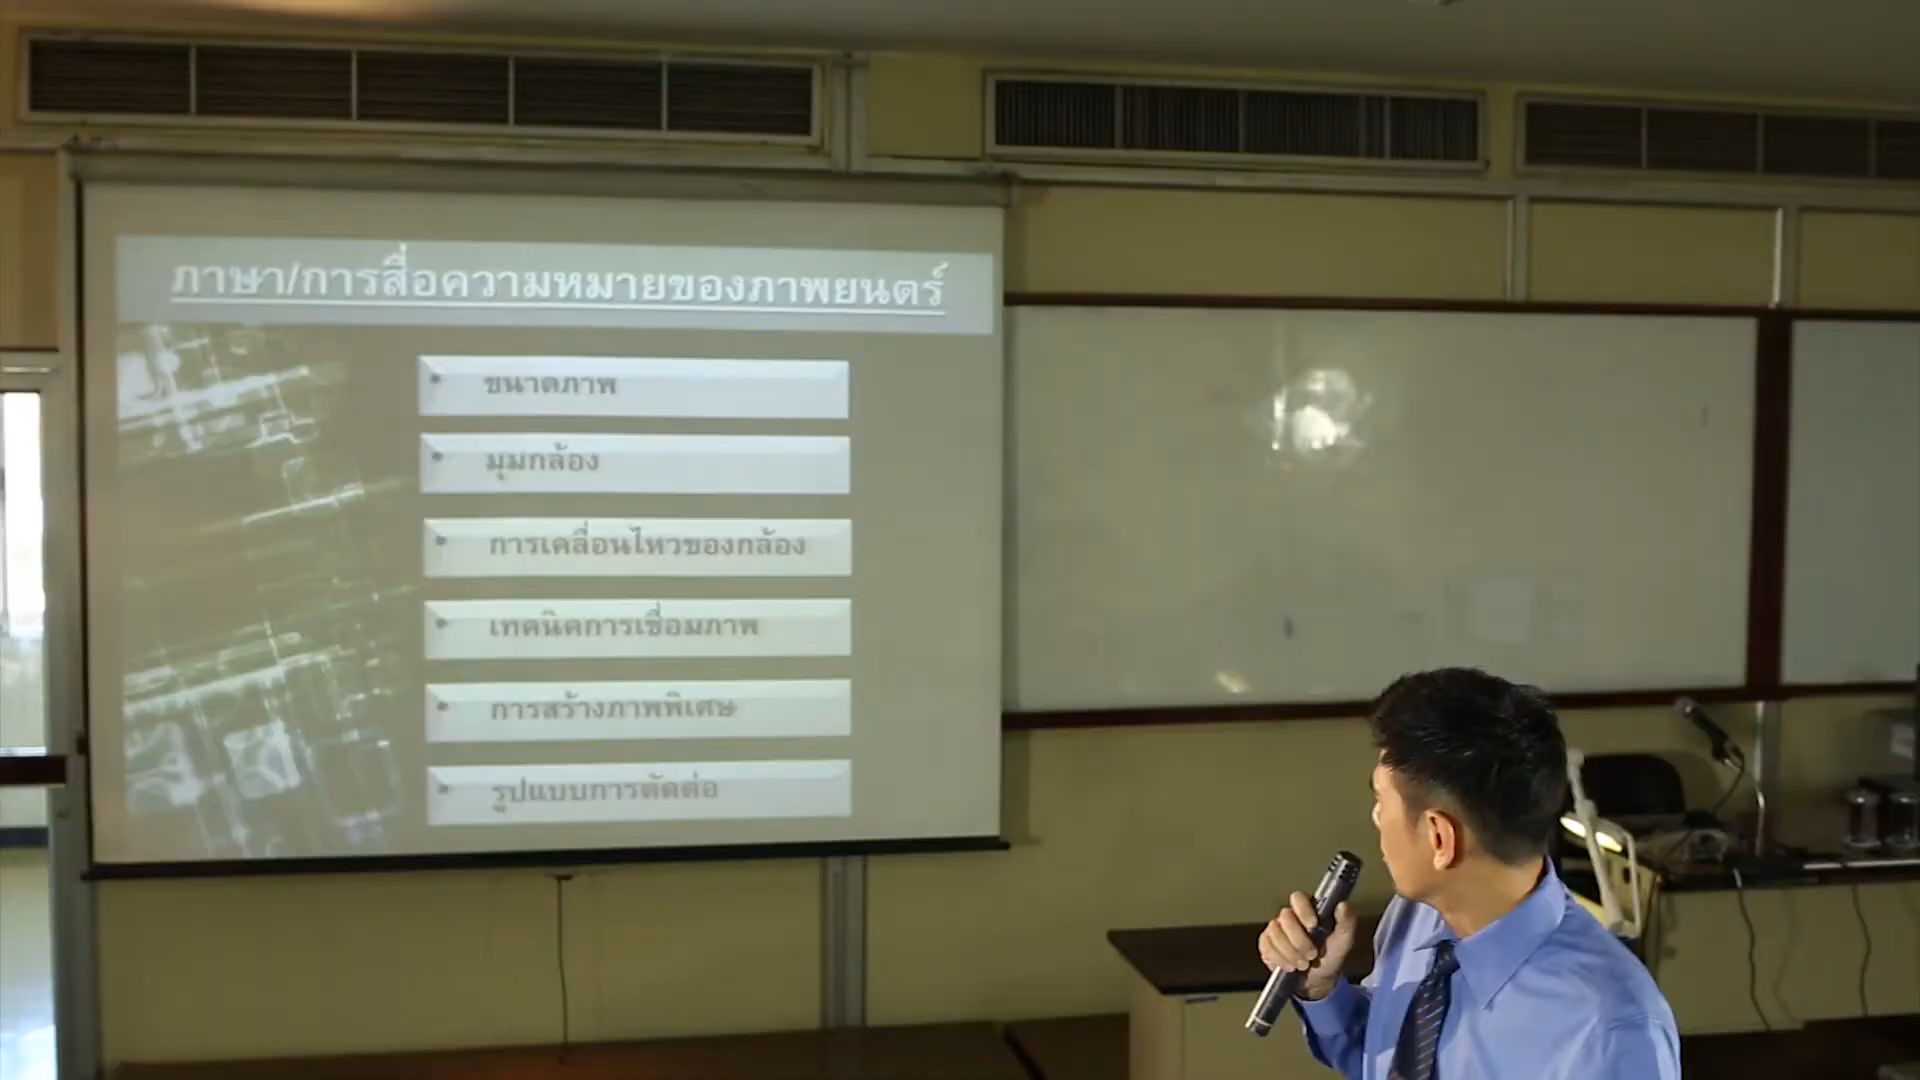 ภาษา/การสื่อความหมายของภาพยนตร์
• ขนาดภาพ
• มุมกล้อง
• การเคลื่อนไหวของกล้อง
• เทคนิคการเชื่อมภาพ
• การสร้างภาพพิเศษ
• รูปแบบการตัดต่อ